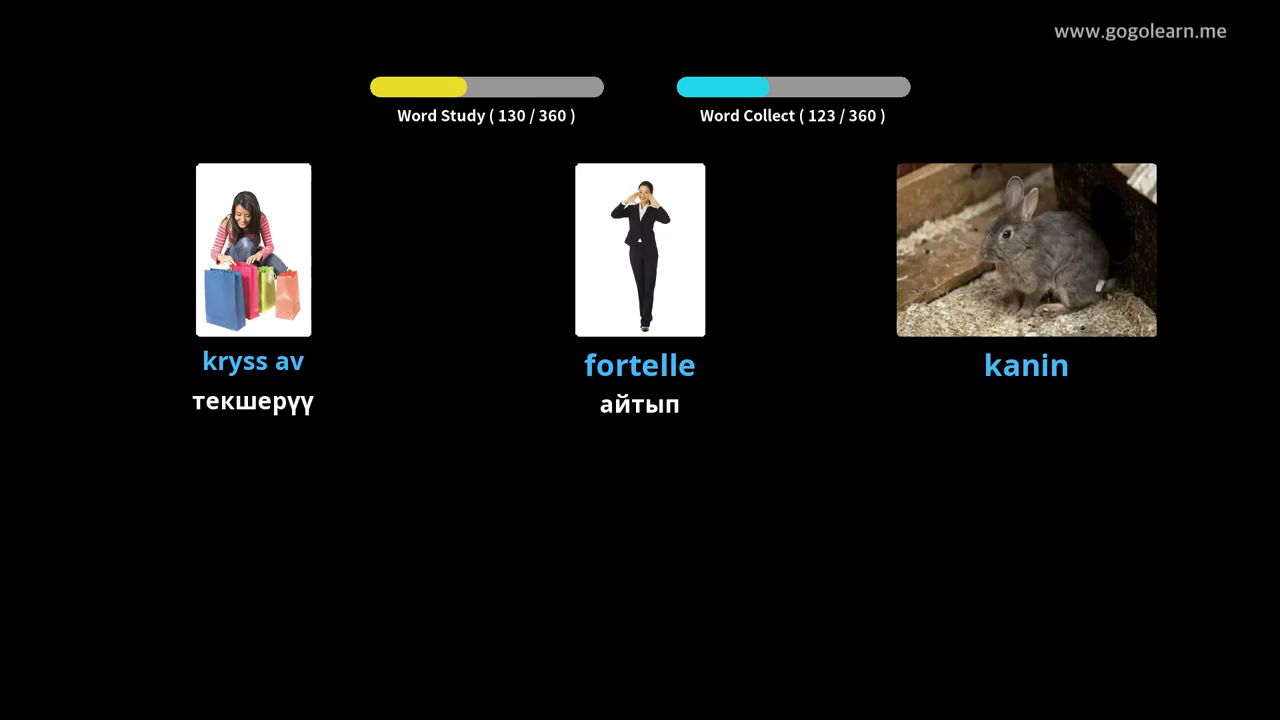 www.gogolearn.me
Word Study ( 130 / 360 )
Word Collect ( 123 / 360 )
kryss av
текшерүү
fortelle
айтып
kanin